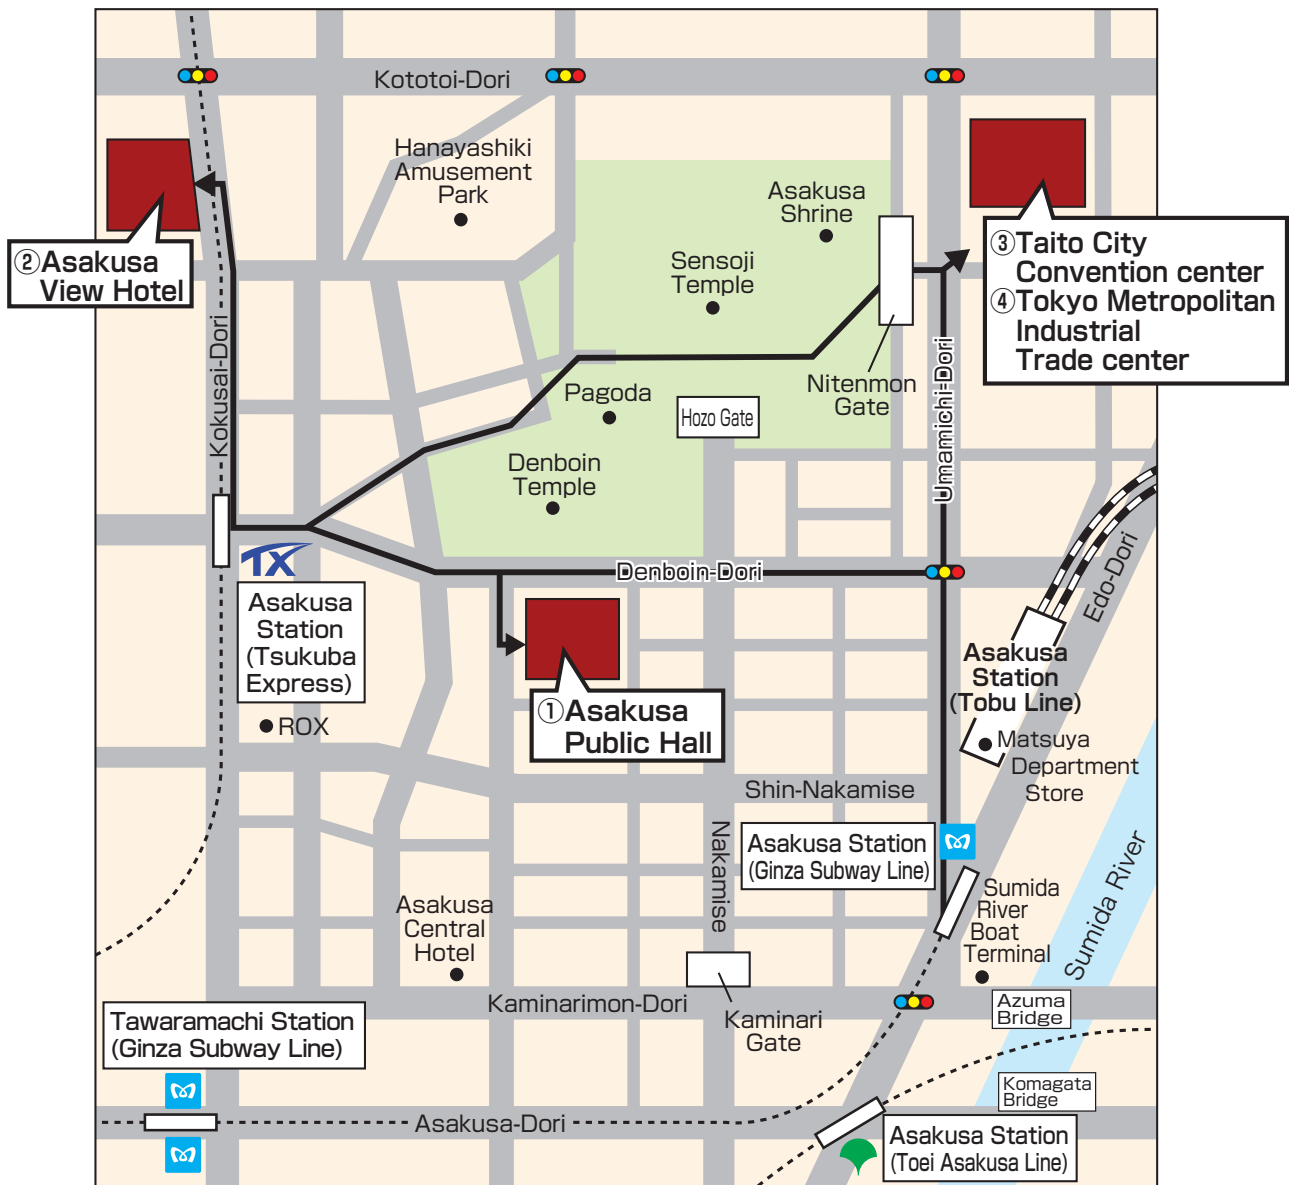 Kototoi-Dori
Hanayashiki
Amusement
Park
Asakusa
Shrine
②Asakusa
View Hotel
③Taito City
Convention center
④Tokyo Metropolitan
Industrial
Trade center
Sensoji
Temple
Kokusai-Dori
Umamichi-Dori
Nitenmon
Gate
Pagoda
Hozo Gate
Denboin
Temple
TX
Denboin-Dori
Edo-Dori
Asakusa
Station
(Tsukuba
Express)
Asakusa
Station
(Tobu Line)
①Asakusa
Public Hall
ROX
Matsuya
Department
Store
Shin-Nakamise
Nakamise
Asakusa Station
(Ginza Subway Line)
Sumida
River
Boat
Terminal
Sumida River
Asakusa
Central
Hotel
Kaminarimon-Dori
Kaminari
Gate
Azuma
Bridge
Tawaramachi Station
(Ginza Subway Line)
Komagata
Bridge
Asakusa-Dori
Asakusa Station
(Toei Asakusa Line)